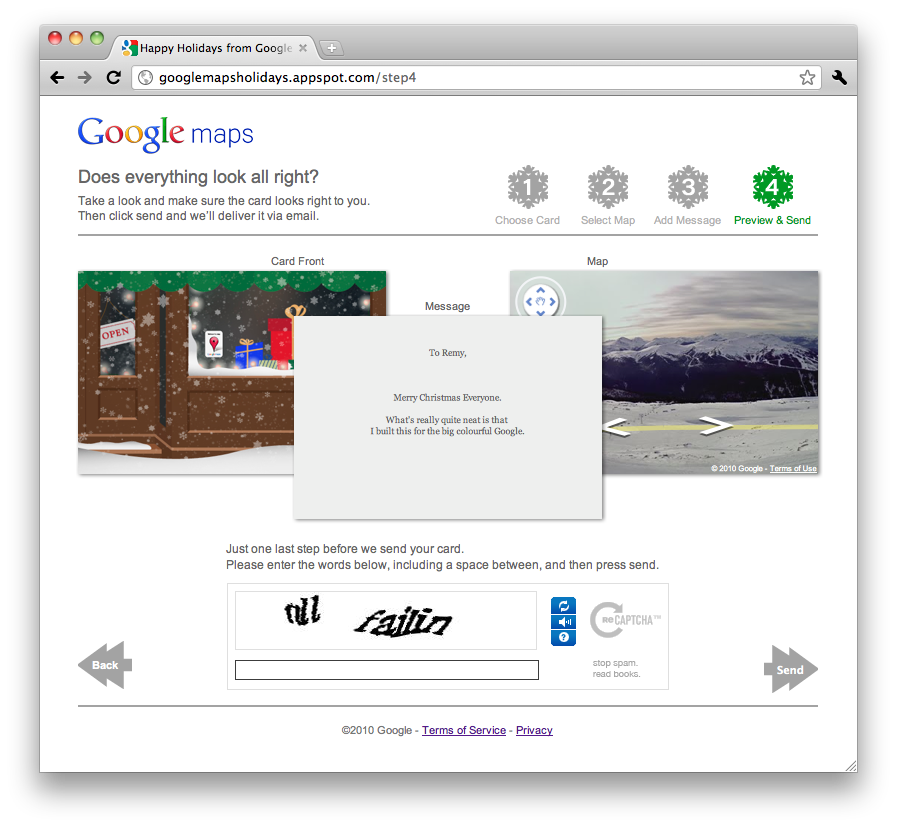 Happy Holidays from Google
googlemapsholidays.appspot.com/step4
Google maps
Does everything look all right?
Take a look and make sure the card looks right to you.
Then click send and we'll deliver it via email.
1
2
3
4
Choose Card
Select Map
Add Message
Preview & Send
Card Front
Map
Message
OPEN
To Remy,
Merry Christmas Everyone.
What's really quite neat is that
I built this for the big colourful Google.
© 2010 Google - Terms of Use
Just one last step before we send your card.
Please enter the words below, including a space between, and then press send.
reCAPTCHA™
stop spam.
read books.
Back
Send
©2010 Google - Terms of Service - Privacy